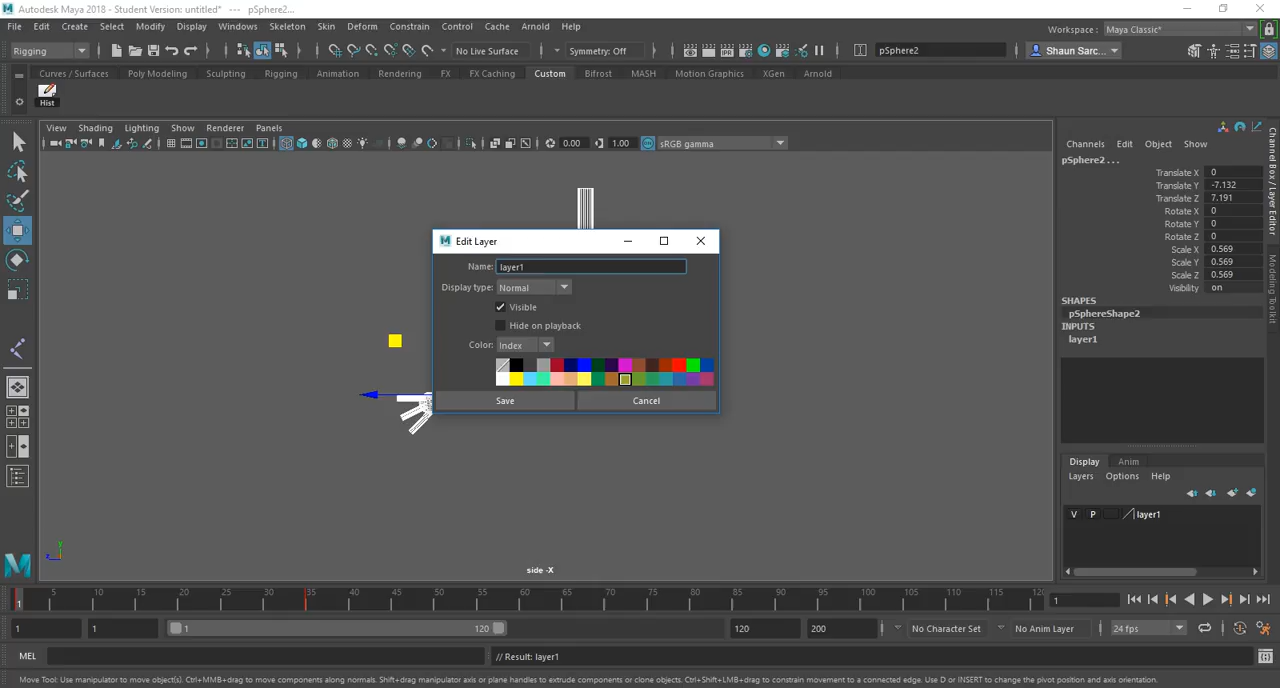 Autodesk Maya 2018 - Student Version: untitled* --- pSphere2...
File Edit Create Select Modify Display Windows Skeleton Skin Deform Constrain Control Cache Arnold Help
Workspace: Maya Classic*
Rigging No Live Surface Symmetry: Off pSphere2 Shaun Sarc...
Curves / Surfaces Poly Modeling Sculpting Rigging Animation Rendering FX FX Caching Custom Bifrost MASH Motion Graphics XGen Arnold
Hist
View Shading Lighting Show Renderer Panels
0.00 1.00 sRGB gamma
Channels Edit Object Show
pSphere2 . . .
Translate X 0
Translate Y -7.132
Translate Z 7.191
Rotate X 0
Rotate Y 0
Rotate Z 0
Scale X 0.569
Scale Y 0.569
Scale Z 0.569
Visibility on
SHAPES
pSphereShape2
INPUTS
layer1
Channel Box / Layer Editor
Modeling Toolkit
Edit Layer
Name: layer1
Display type: Normal
Visible
Hide on playback
Color: Index
Save Cancel
Display Anim
Layers Options Help
V P layer1
y
z
side -X
1 5 10 15 20 25 30 35 40 45 50 55 60 65 70 75 80 85 90 95 100 105 110 115 120 1
1 1 1 120 120 200 No Character Set No Anim Layer 24 fps
MEL // Result: layer1
Move Tool: Use manipulator to move object(s). Ctrl+MMB+drag to move components along normals. Shift+drag manipulator axis or plane handles to extrude components or clone objects. Ctrl+Shift+LMB+drag to constrain movement to a connected edge. Use D or INSERT to change the pivot position and axis orientation.